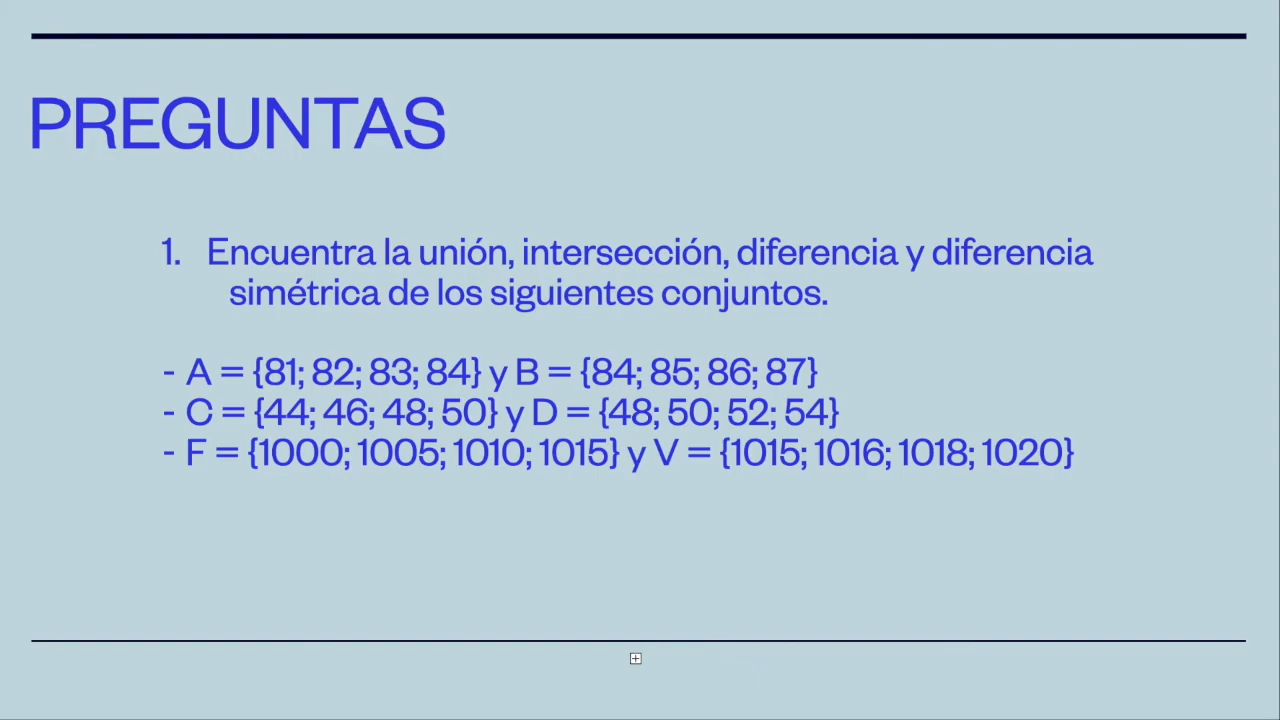 PREGUNTAS
1. Encuentra la unión, intersección, diferencia y diferencia
simétrica de los siguientes conjuntos.
- A = {81; 82; 83; 84} y B = {84; 85; 86; 87}
- C = {44; 46; 48; 50} y D = {48; 50; 52; 54}
- F = {1000; 1005; 1010; 1015} y V = {1015; 1016; 1018; 1020}